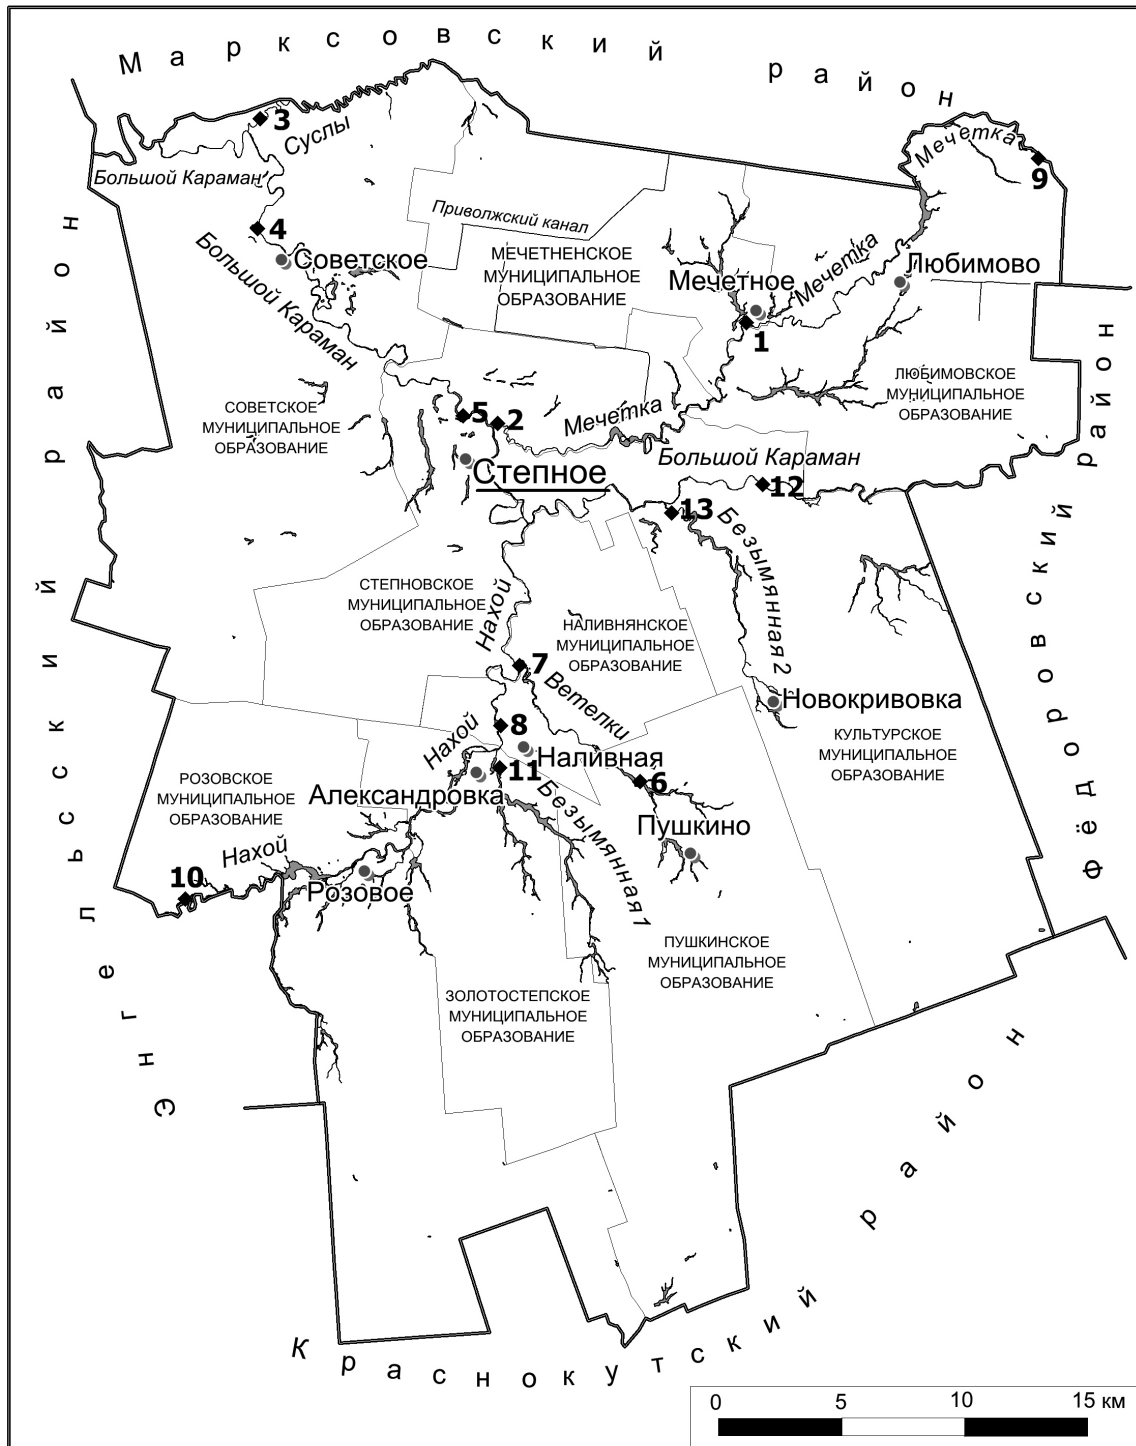 Марксовский район
3
Суслы
Мечетка
9
Большой Караман
Приволжский канал
4
Большой Караман
Советское
МЕЧЕТНЕНСКОЕ
МУНИЦИПАЛЬНОЕ
ОБРАЗОВАНИЕ
Мечетное
Мечетка
Любимово
1
ЛЮБИМОВСКОЕ
МУНИЦИПАЛЬНОЕ
ОБРАЗОВАНИЕ
СОВЕТСКОЕ
МУНИЦИПАЛЬНОЕ
ОБРАЗОВАНИЕ
5
2
Мечетка
Степное
Большой Караман
12
13
Безымянная 2
СТЕПНОВСКОЕ
МУНИЦИПАЛЬНОЕ
ОБРАЗОВАНИЕ
Нахой
НАЛИВНЯНСКОЕ
МУНИЦИПАЛЬНОЕ
ОБРАЗОВАНИЕ
7
Ветелки
Новокривовка
КУЛЬТУРСКОЕ
МУНИЦИПАЛЬНОЕ
ОБРАЗОВАНИЕ
8
Нахой
Наливная
11
6
РОЗОВСКОЕ
МУНИЦИПАЛЬНОЕ
ОБРАЗОВАНИЕ
Александровка
Безымянная 1
Пушкино
Нахой
10
Розовое
ПУШКИНСКОЕ
МУНИЦИПАЛЬНОЕ
ОБРАЗОВАНИЕ
ЗОЛОТОСТЕПСКОЕ
МУНИЦИПАЛЬНОЕ
ОБРАЗОВАНИЕ
Энгельсский район
Фёдоровский район
Краснокутский район
0 5 10 15 км